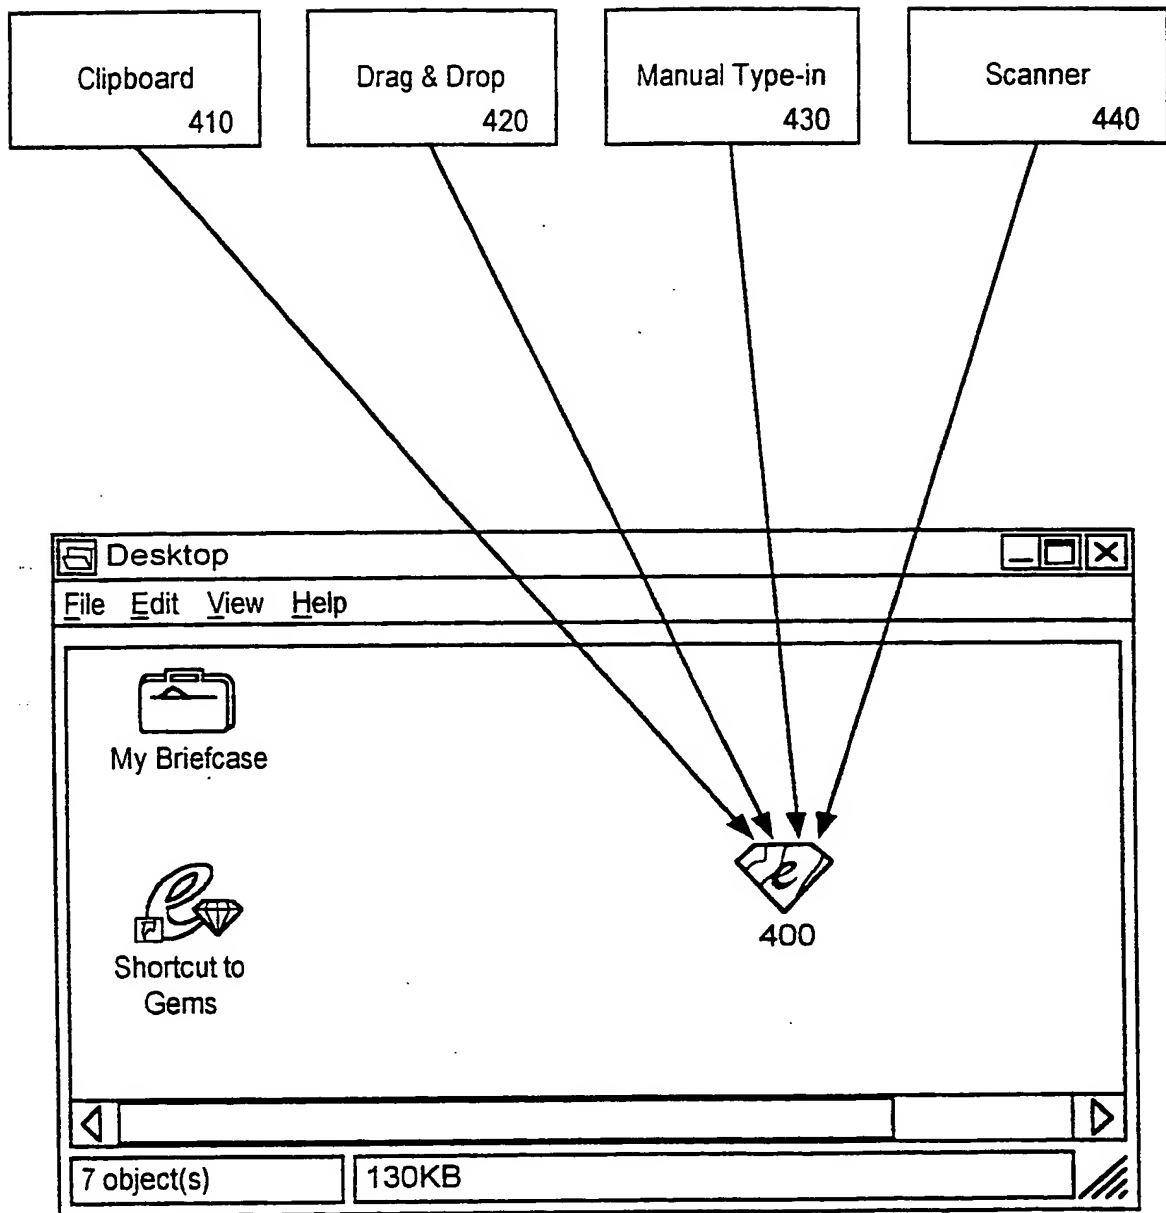 Clipboard
410
Drag & Drop
420
Manual Type-in
430
Scanner
440
Desktop
File Edit View Help
My Briefcase
e
Shortcut to
Gems
e
400
7 object(s)
130KB